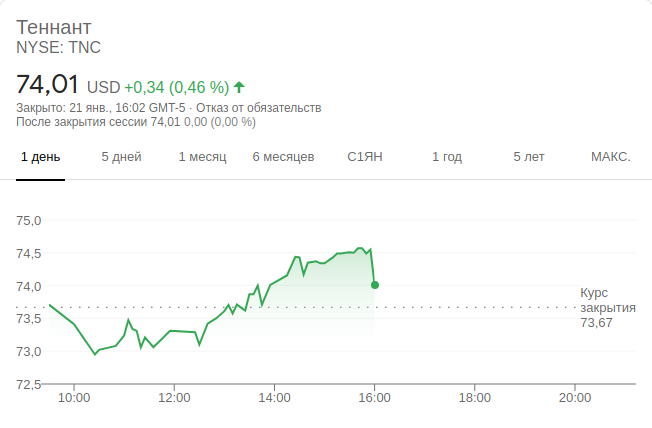 Теннант
NYSE: TNC
74,01 USD +0,34 (0,46 %)
Закрыто: 21 янв., 16:02 GMT-5 · Отказ от обязательств
После закрытия сессии 74,01 0,00 (0,00 %)
1 день 5 дней 1 месяц 6 месяцев С1ЯН 1 год 5 лет МАКС.
75,0
74,5
74,0
73,5
73,0
72,5
Курс
закрытия
73,67
10:00 12:00 14:00 16:00 18:00 20:00